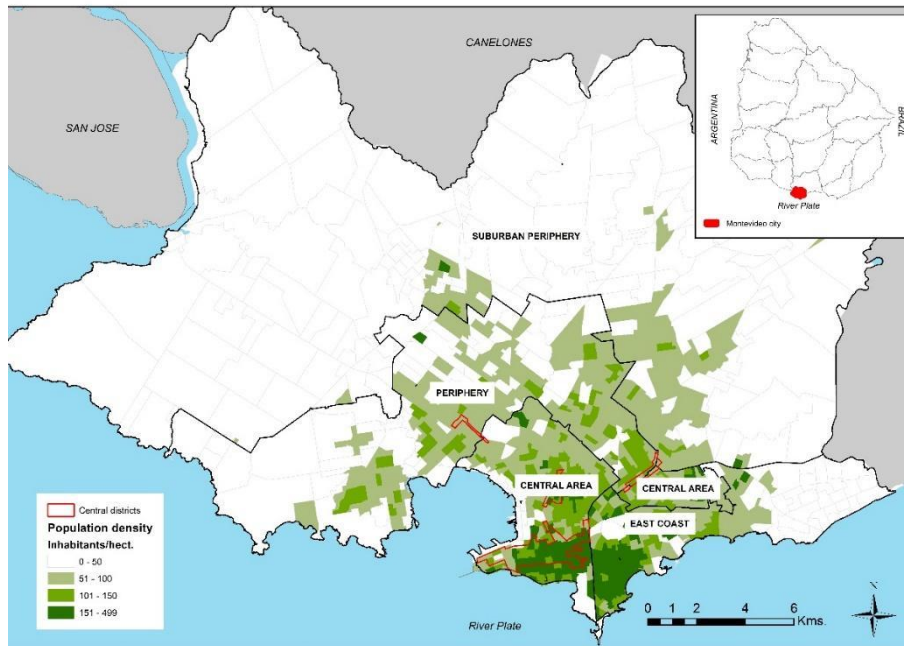 CANELONES
SAN JOSE
ARGENTINA
BRAZIL
River Plate
Montevideo city
SUBURBAN PERIPHERY
PERIPHERY
CENTRAL AREA
CENTRAL AREA
EAST COAST
Central districts
Population density
Inhabitants/hect.
0 - 50
51 - 100
101 - 150
151 - 499
River Plate
0 1 2 4 6
Kms.
N